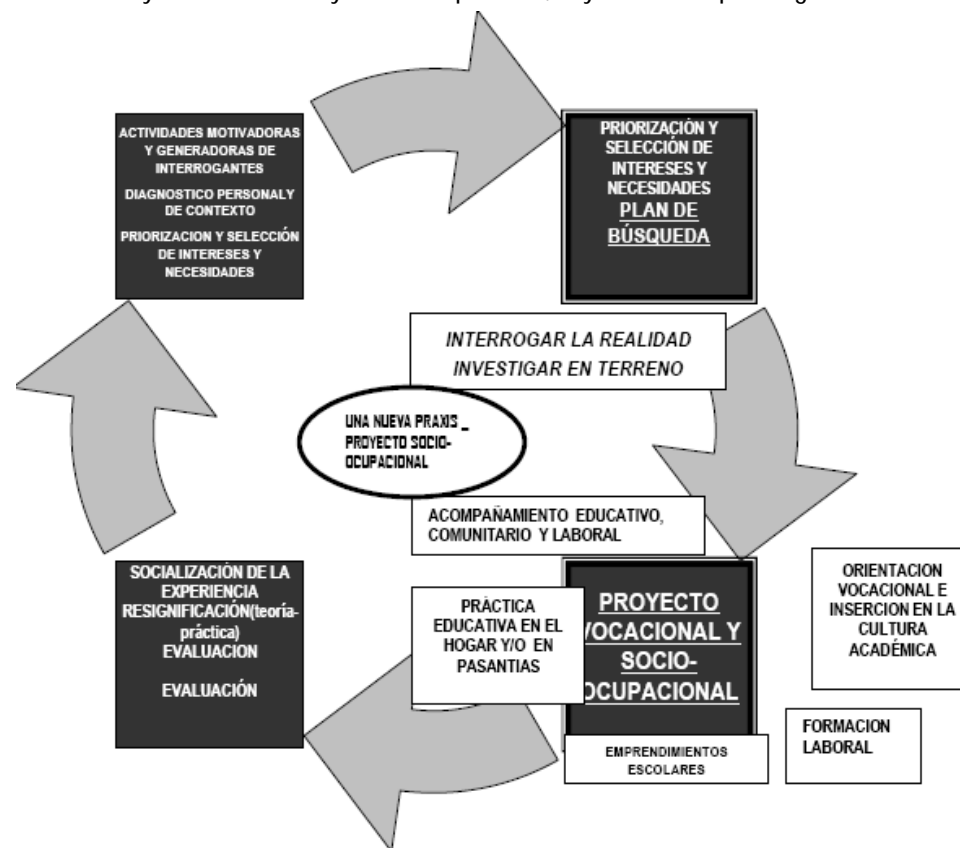 ACTIVIDADES MOTIVADORAS
Y GENERADORAS DE
INTERROGANTES
DIAGNOSTICO PERSONAL Y
DE CONTEXTO
PRIORIZACION Y SELECCIÓN
DE INTERESES Y
NECESIDADES
PRIORIZACIÓN Y
SELECCIÓN DE
INTERESES Y
NECESIDADES
PLAN DE
BÚSQUEDA
INTERROGAR LA REALIDAD
INVESTIGAR EN TERRENO
UNA NUEVA PRAXIS _
PROYECTO SOCIO-
OCUPACIONAL
ACOMPAÑAMIENTO EDUCATIVO,
COMUNITARIO Y LABORAL
SOCIALIZACIÓN DE LA
EXPERIENCIA
RESIGNIFICACIÓN(teoría-
práctica)
EVALUACION
EVALUACIÓN
PRÁCTICA
EDUCATIVA EN EL
HOGAR Y/O EN
PASANTIAS
PROYECTO
VOCACIONAL Y
SOCIO-
OCUPACIONAL
EMPRENDIMIENTOS
ESCOLARES
ORIENTACION
VOCACIONAL E
INSERCION EN LA
CULTURA
ACADÉMICA
FORMACION
LABORAL